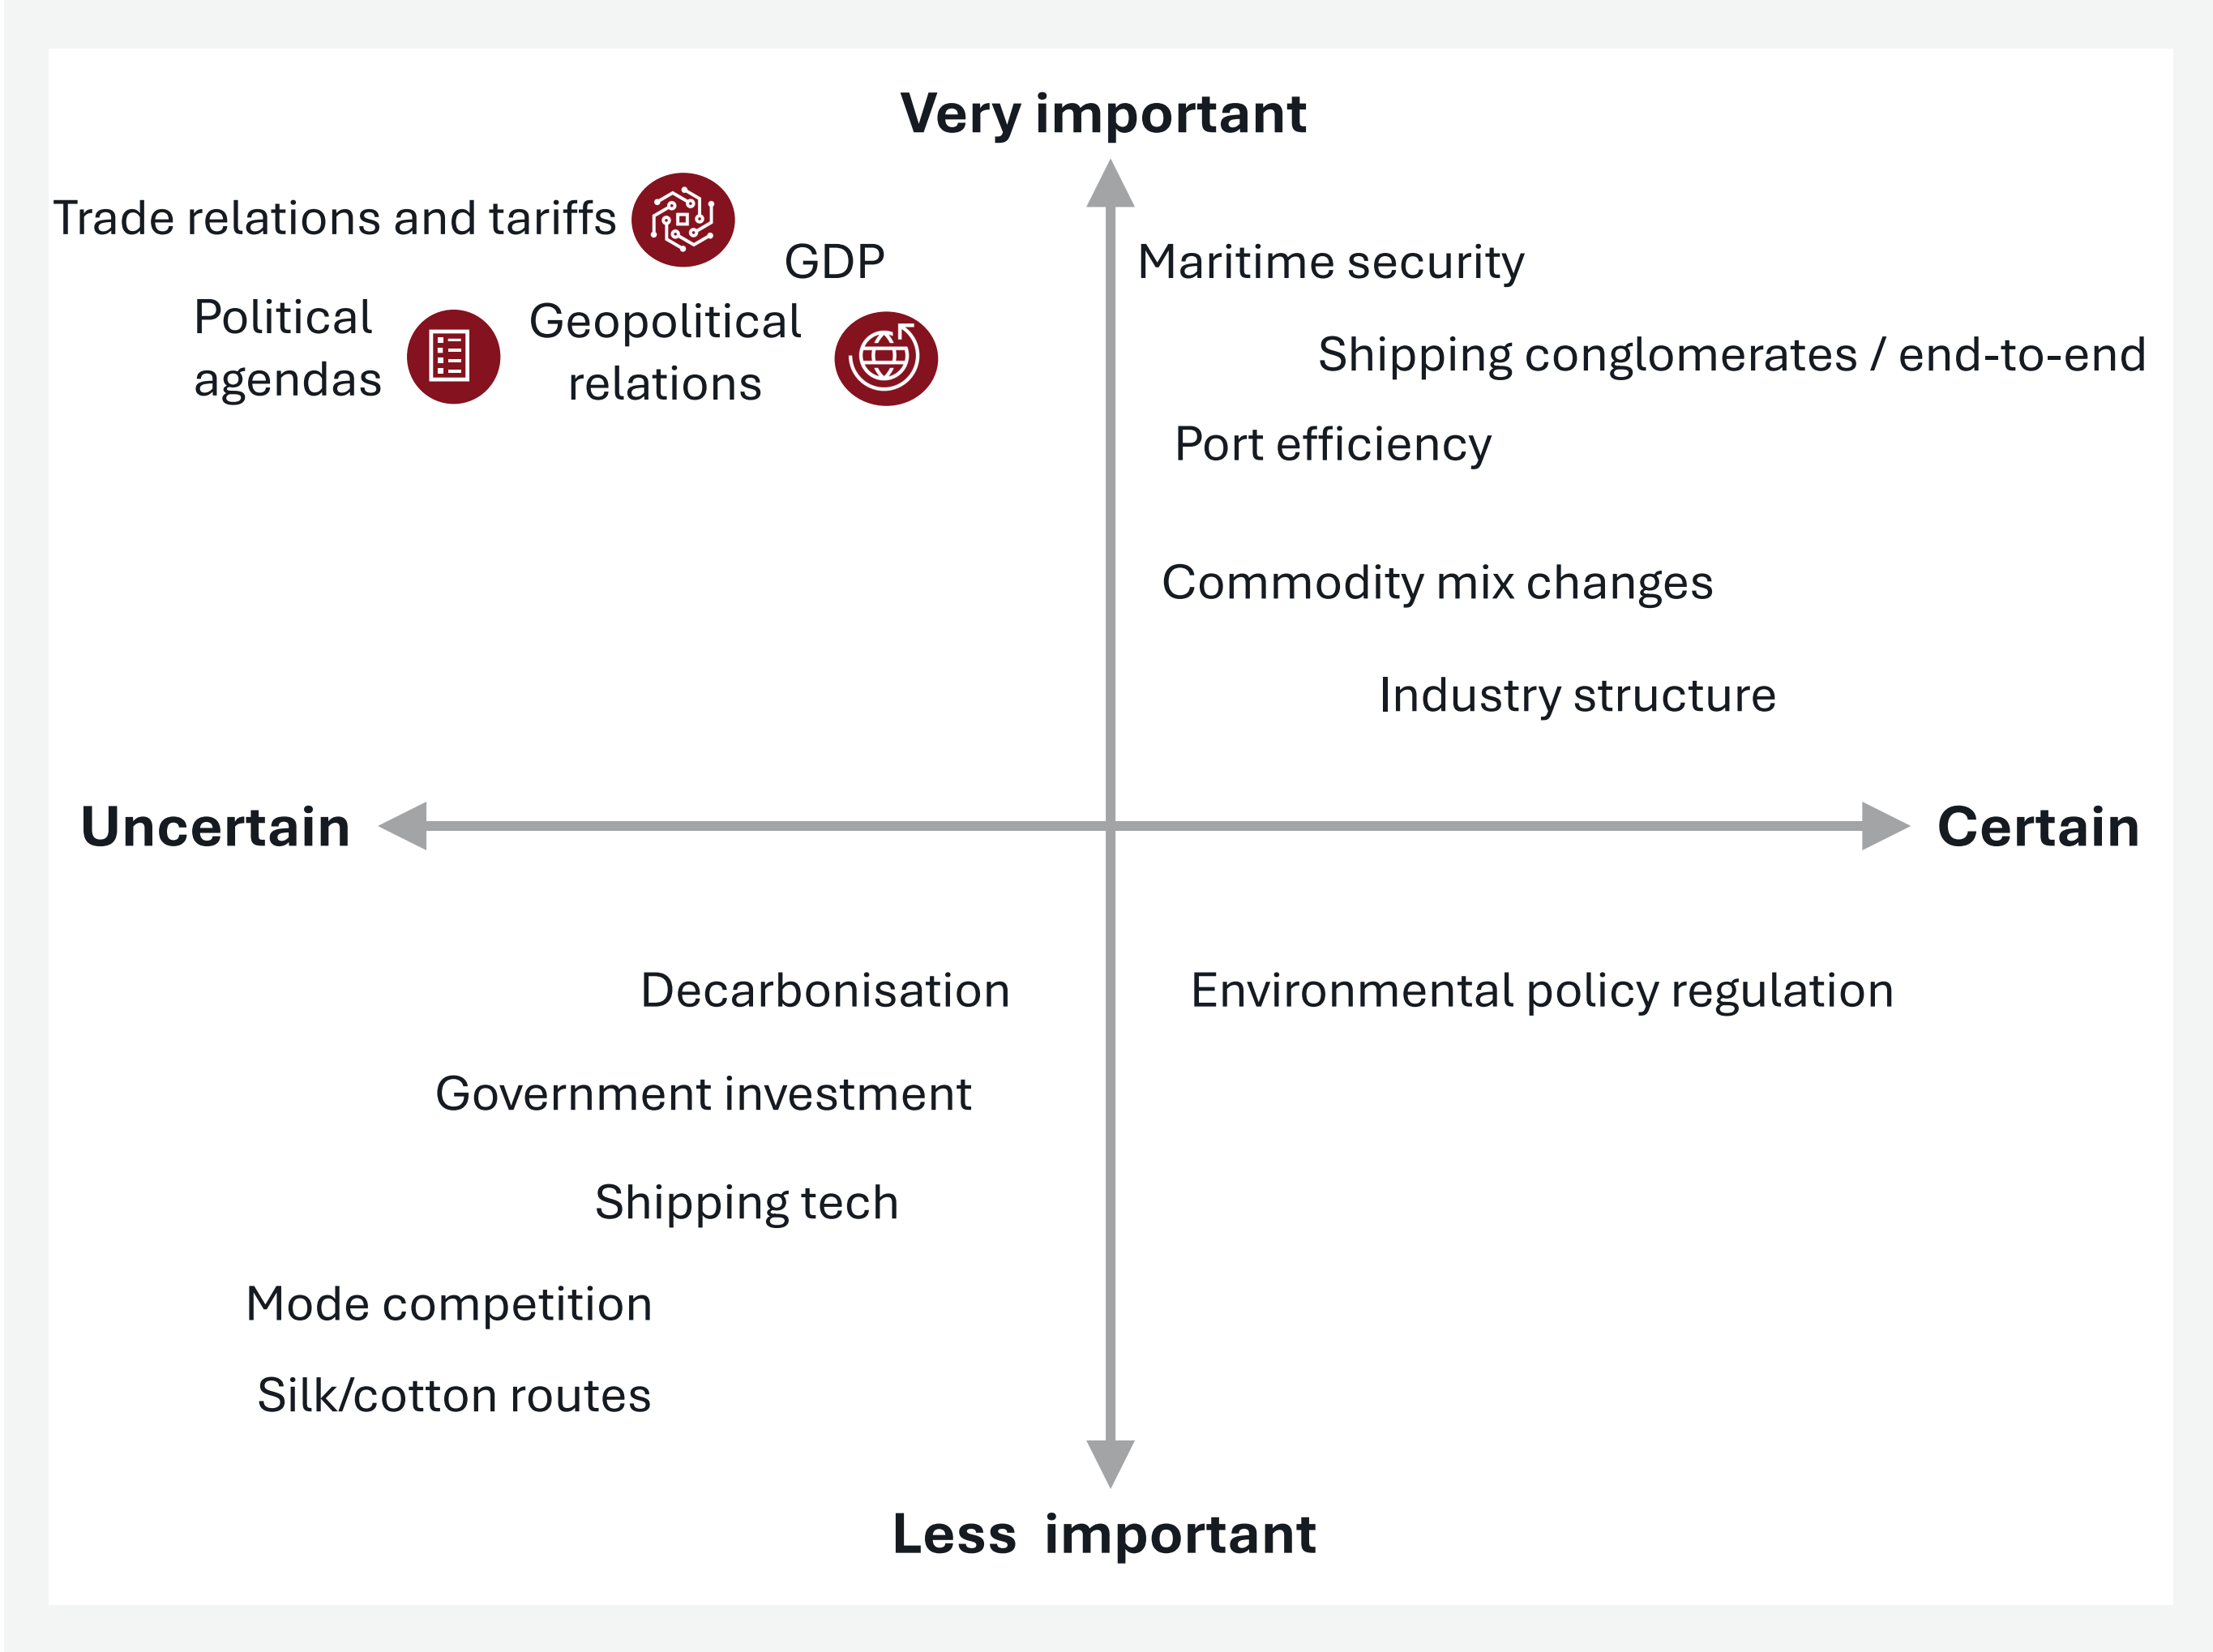 Very important
Trade relations and tariffs
GDP
Maritime security
Political
agendas
Geopolitical
relations
Shipping conglomerates / end-to-end
Port efficiency
Commodity mix changes
Industry structure
Uncertain
Certain
Decarbonisation
Environmental policy regulation
Government investment
Shipping tech
Mode competition
Silk/cotton routes
Less important